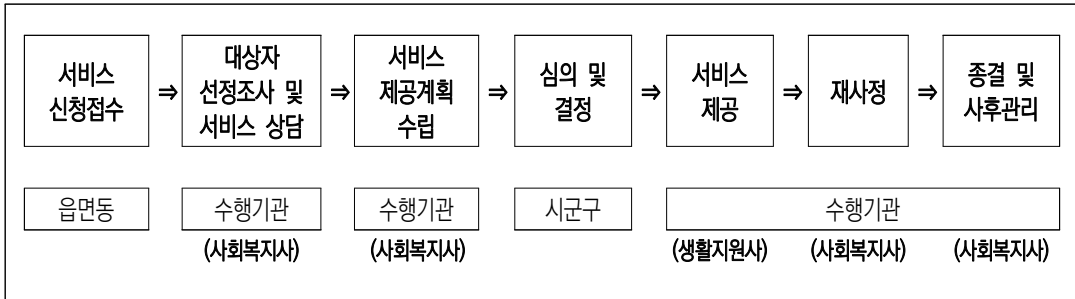 서비스
신청접수
⇒
대상자
선정조사 및
서비스 상담
⇒
서비스
제공계획
수립
⇒
심의 및
결정
⇒
서비스
제공
⇒
재사정
⇒
종결 및
사후관리
읍면동
수행기관
수행기관
시군구
수행기관
(사회복지사)
(사회복지사)
(생활지원사)
(사회복지사)
(사회복지사)